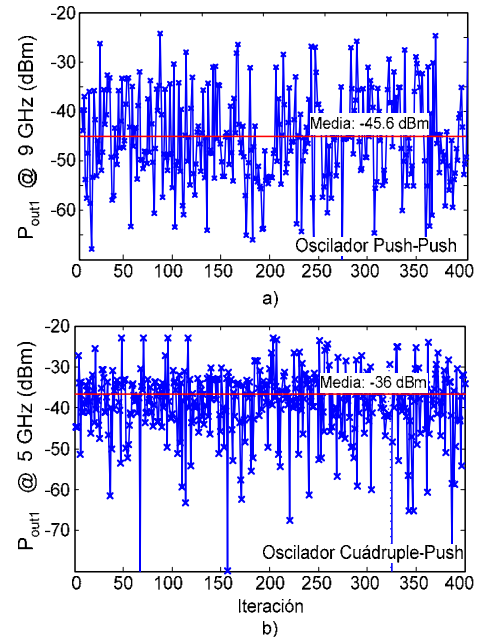 -20
-30
-40
-50
-60
P_out1 @ 9 GHz (dBm)
Media: -45.6 dBm
Oscilador Push-Push
0 50 100 150 200 250 300 350 400
a)
-20
-30
-40
-50
-60
-70
P_out1 @ 5 GHz (dBm)
Media: -36 dBm
Oscilador Cuádruple-Push
0 50 100 150 200 250 300 350 400
Iteración
b)